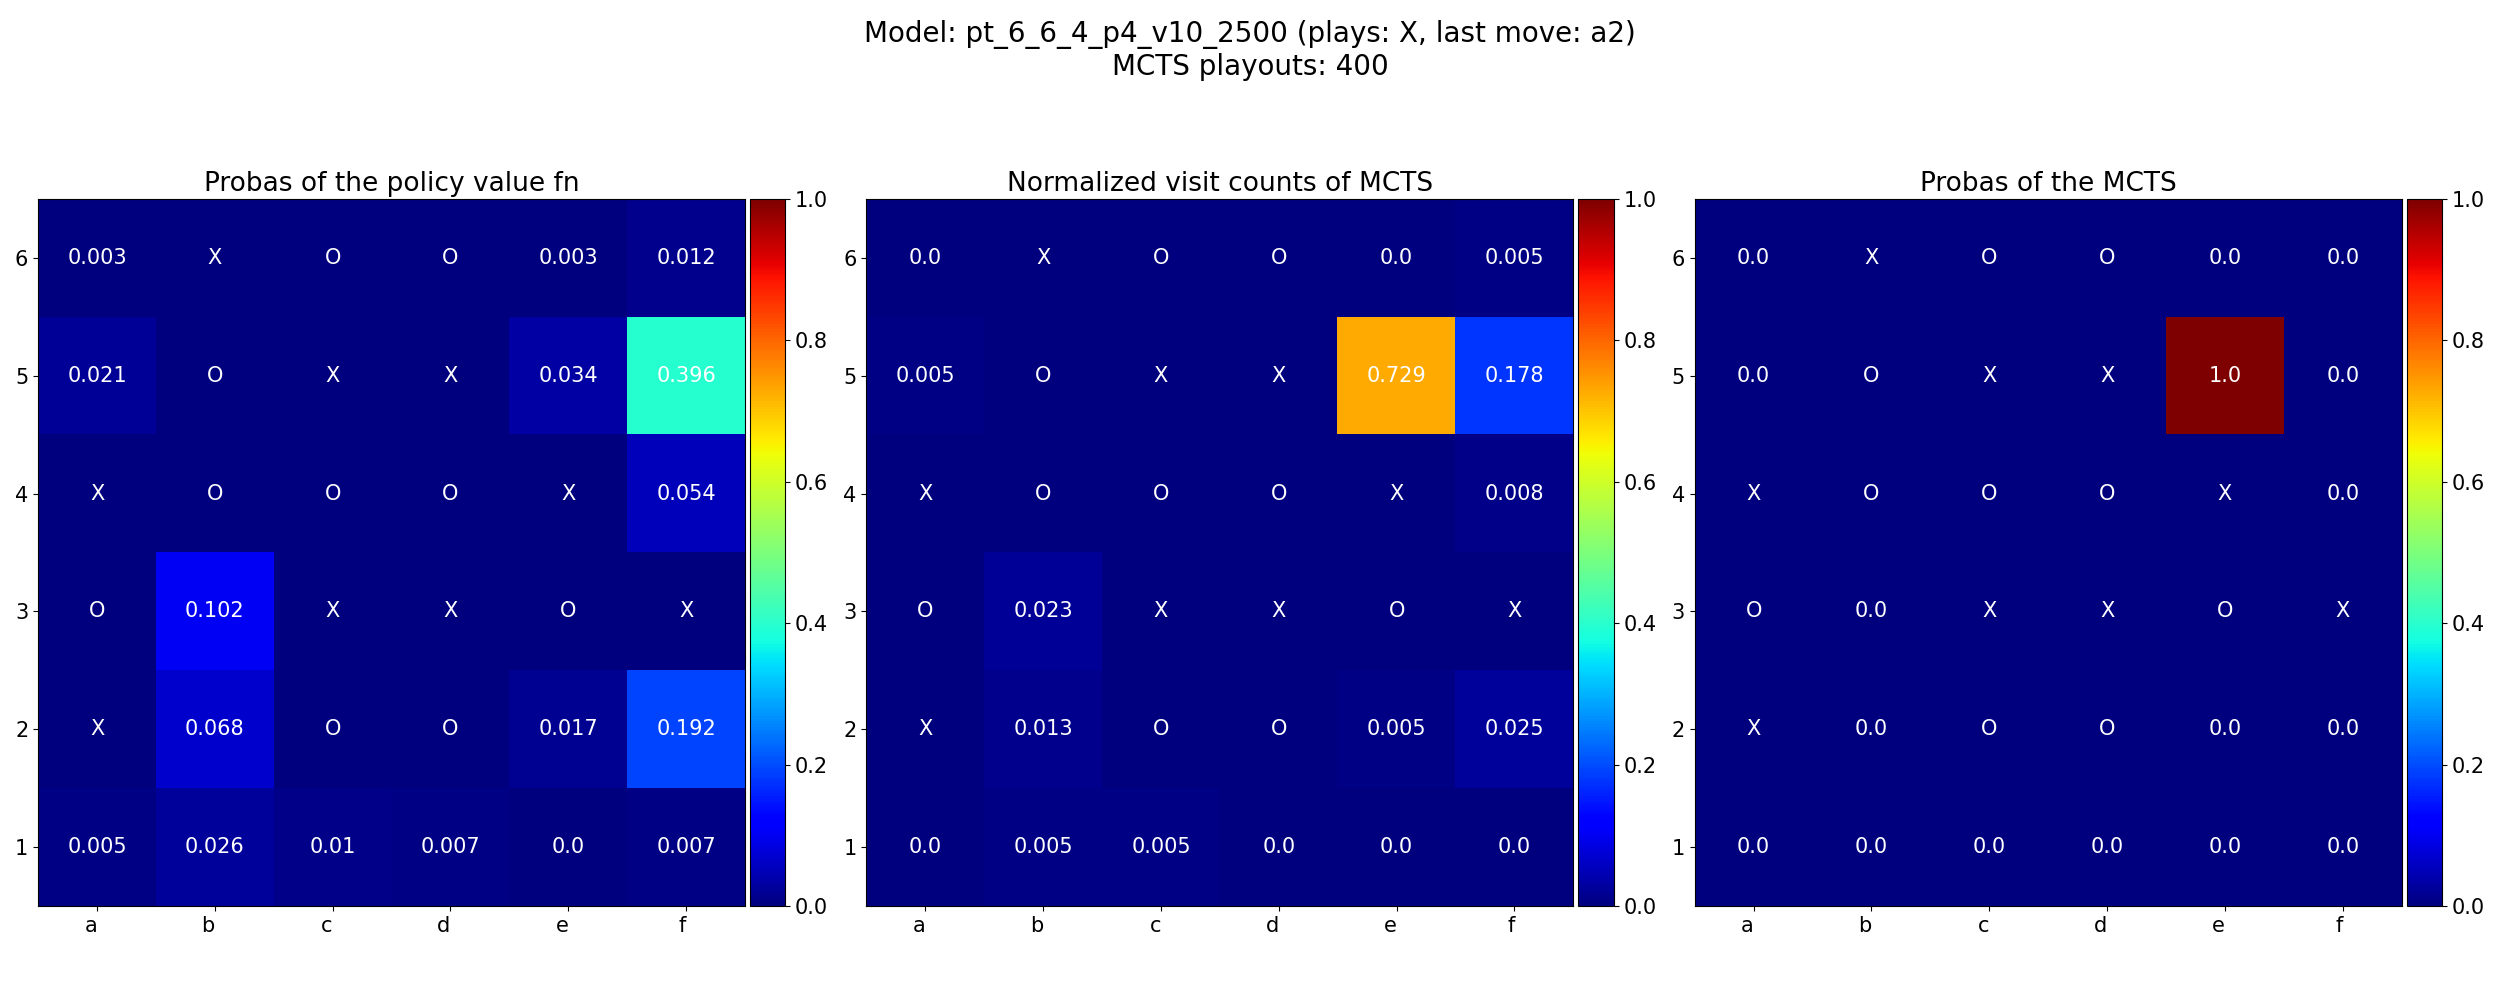 Model: pt_6_6_4_p4_v10_2500 (plays: X, last move: a2)
MCTS playouts: 400
Probas of the policy value fn
6 0.003 X O O 0.003 0.012
5 0.021 O X X 0.034 0.396
4 X O O O X 0.054
3 O 0.102 X X O X
2 X 0.068 O O 0.017 0.192
1 0.005 0.026 0.01 0.007 0.0 0.007
a b c d e f
1.0
0.8
0.6
0.4
0.2
0.0
Normalized visit counts of MCTS
6 0.0 X O O 0.0 0.005
5 0.005 O X X 0.729 0.178
4 X O O O X 0.008
3 O 0.023 X X O X
2 X 0.013 O O 0.005 0.025
1 0.0 0.005 0.005 0.0 0.0 0.0
a b c d e f
1.0
0.8
0.6
0.4
0.2
0.0
Probas of the MCTS
6 0.0 X O O 0.0 0.0
5 0.0 O X X 1.0 0.0
4 X O O O X 0.0
3 O 0.0 X X O X
2 X 0.0 O O 0.0 0.0
1 0.0 0.0 0.0 0.0 0.0 0.0
a b c d e f
1.0
0.8
0.6
0.4
0.2
0.0